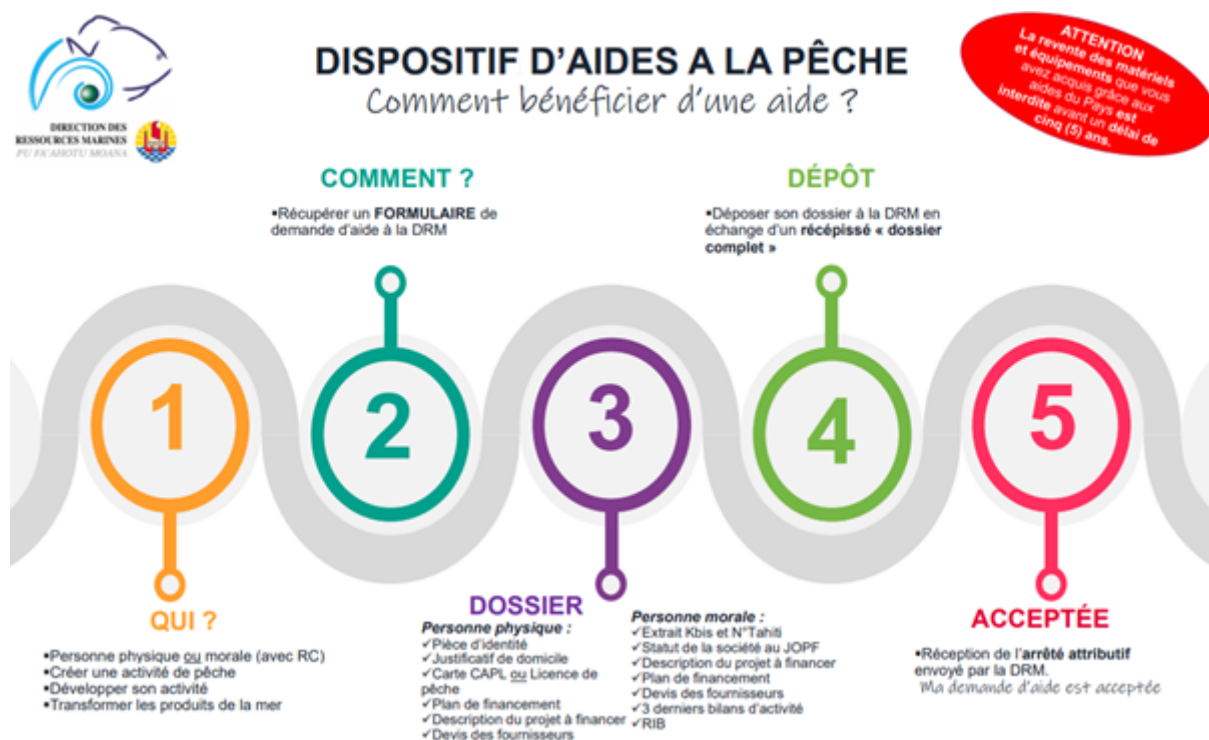 DIRECTION DES
RESSOURCES MARINES
PU FA'AHOTU MOANA
DISPOSITIF D'AIDES A LA PÊCHE
Comment bénéficier d'une aide ?
ATTENTION
La revente des matériels
et équipements que vous
avez acquis grâce aux
aides du Pays est
interdite avant un délai de
cinq (5) ans.
COMMENT ?
▪Récupérer un FORMULAIRE de
demande d'aide à la DRM
DÉPÔT
▪Déposer son dossier à la DRM en
échange d'un récépissé « dossier
complet »
1
2
3
4
5
QUI ?
▪Personne physique ou morale (avec RC)
▪Créer une activité de pêche
▪Développer son activité
▪Transformer les produits de la mer
DOSSIER
Personne physique :
✓Pièce d'identité
✓Justificatif de domicile
✓Carte CAPL ou Licence de
pêche
✓Plan de financement
✓Description du projet à financer
✓Devis des fournisseurs
Personne morale :
✓Extrait Kbis et N°Tahiti
✓Statut de la société au JOPF
✓Description du projet à financer
✓Plan de financement
✓Devis des fournisseurs
✓3 derniers bilans d'activité
✓RIB
ACCEPTÉE
▪Réception de l'arrêté attributif
envoyé par la DRM.
Ma demande d'aide est acceptée